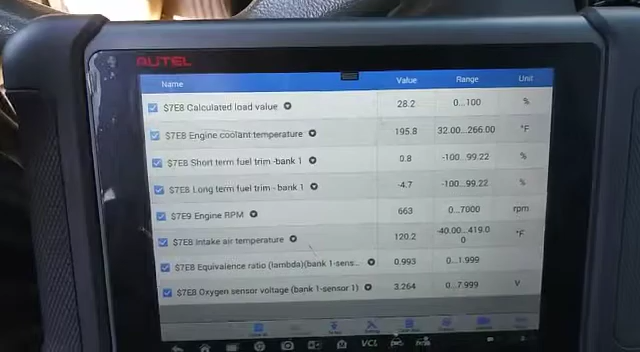 AUTEL
Name Value Range Unit
$7E8 Calculated load value 28.2 0...100 %
$7E8 Engine coolant temperature 195.8 32.00...266.00 °F
$7E8 Short term fuel trim -bank 1 0.8 -100...99.22 %
$7E8 Long term fuel trim - bank 1 -4.7 -100...99.22 %
$7E9 Engine RPM 663 0...7000 rpm
$7E8 Intake air temperature 120.2 -40.00...419.0
0 °F
$7E8 Equivalence ratio (lambda)(bank 1-sens... 0.993 0...1.999
$7E8 Oxygen sensor voltage (bank 1-sensor 1) 3.264 0...7.999 V
VCI